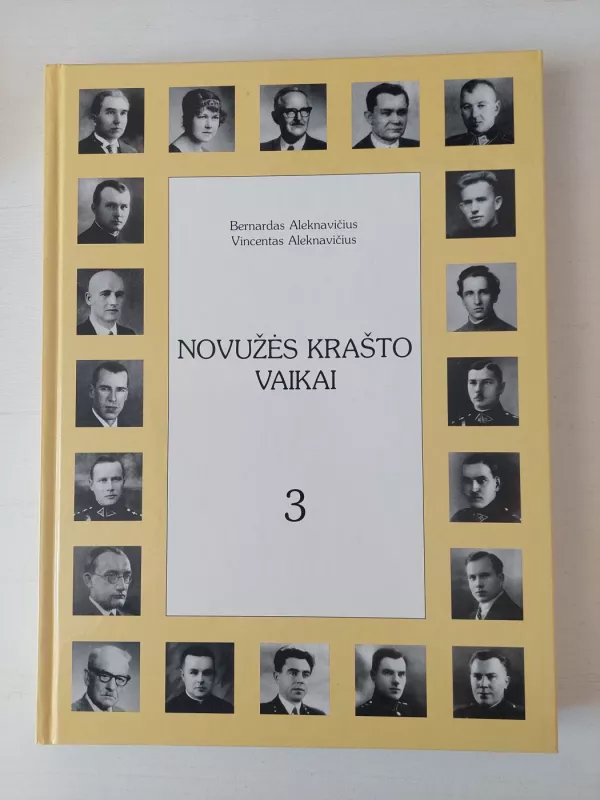 Bernardas Aleknavičius
Vincentas Aleknavičius
NOVUŽĖS KRAŠTO
VAIKAI
3